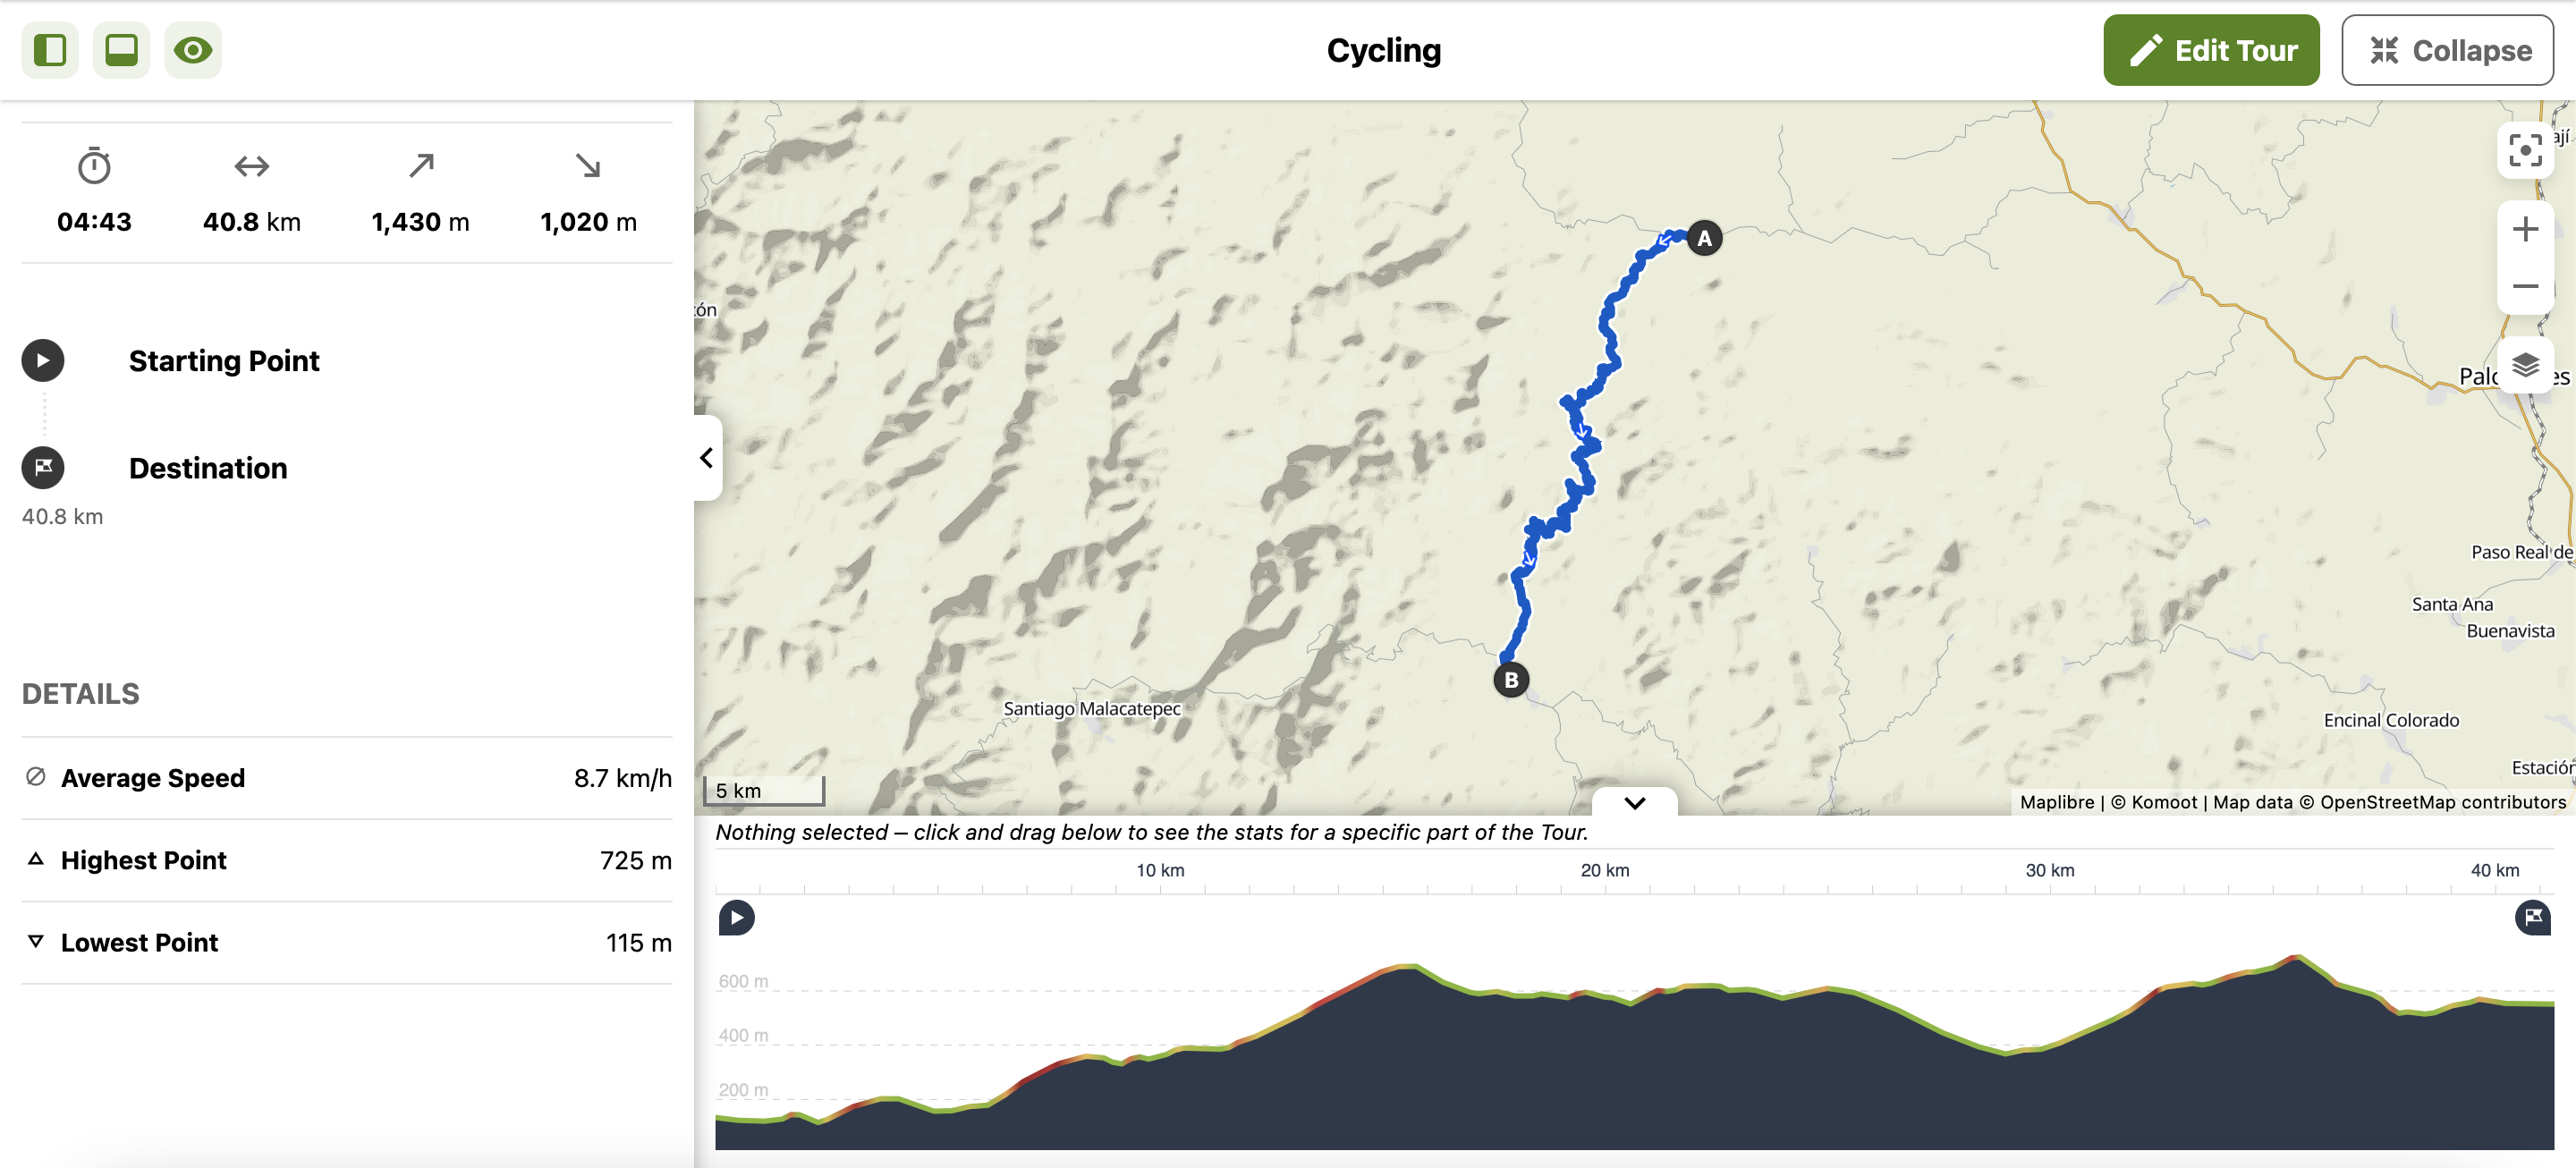 Cycling
Edit Tour
Collapse
04:43
40.8 km
1,430 m
1,020 m
Starting Point
Destination
40.8 km
DETAILS
Average Speed
8.7 km/h
Highest Point
725 m
Lowest Point
115 m
A
B
Santiago Malacatepec
Paso Real de
Santa Ana
Buenavista
Encinal Colorado
5 km
Maplibre | © Komoot | Map data © OpenStreetMap contributors
Nothing selected – click and drag below to see the stats for a specific part of the Tour.
10 km
20 km
30 km
40 km
600 m
400 m
200 m